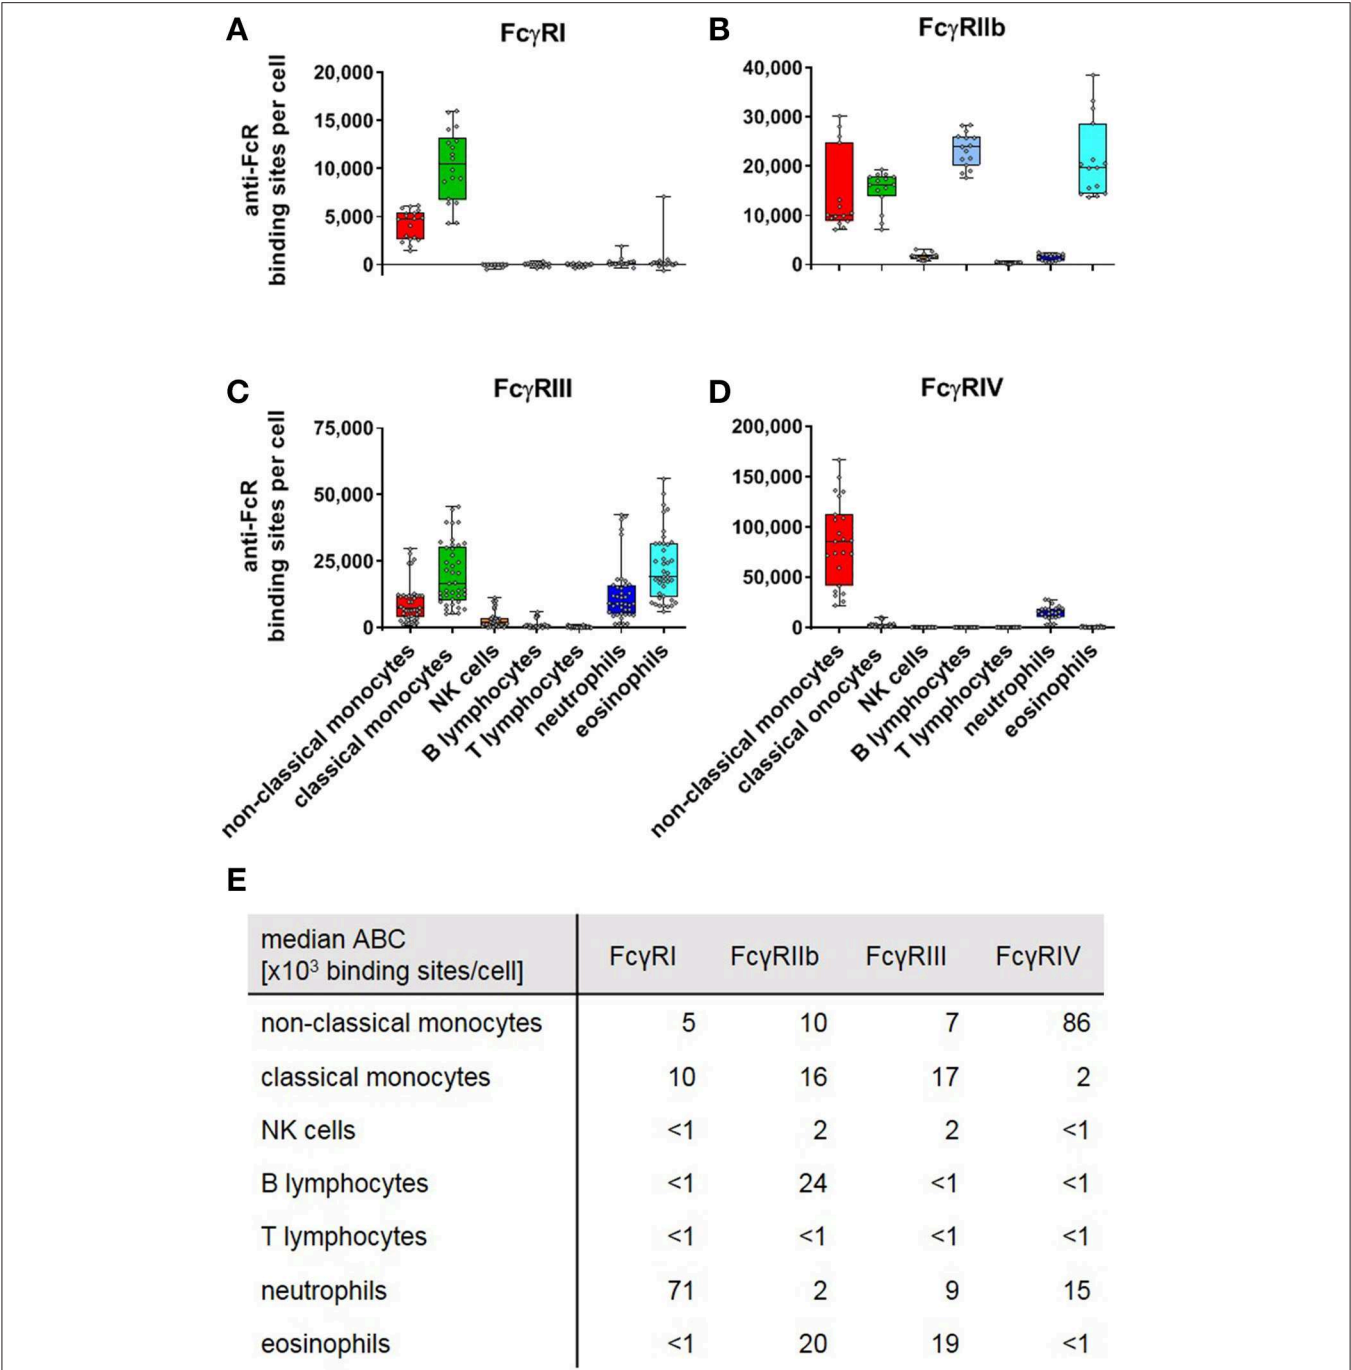 A
FcγRI
anti-FcR
binding sites per cell
20,000
15,000
10,000
5,000
0
B
FcγRIIb
40,000
30,000
20,000
10,000
0
C
FcγRIII
anti-FcR
binding sites per cell
75,000
50,000
25,000
0
non-classical monocytes
classical monocytes
NK cells
B lymphocytes
T lymphocytes
neutrophils
eosinophils
D
FcγRIV
200,000
150,000
100,000
50,000
0
non-classical monocytes
classical onocytes
NK cells
B lymphocytes
T lymphocytes
neutrophils
eosinophils
E
median ABC
[x10³ binding sites/cell] FcγRI FcγRIIb FcγRIII FcγRIV
non-classical monocytes 5 10 7 86
classical monocytes 10 16 17 2
NK cells <1 2 2 <1
B lymphocytes <1 24 <1 <1
T lymphocytes <1 <1 <1 <1
neutrophils 71 2 9 15
eosinophils <1 20 19 <1